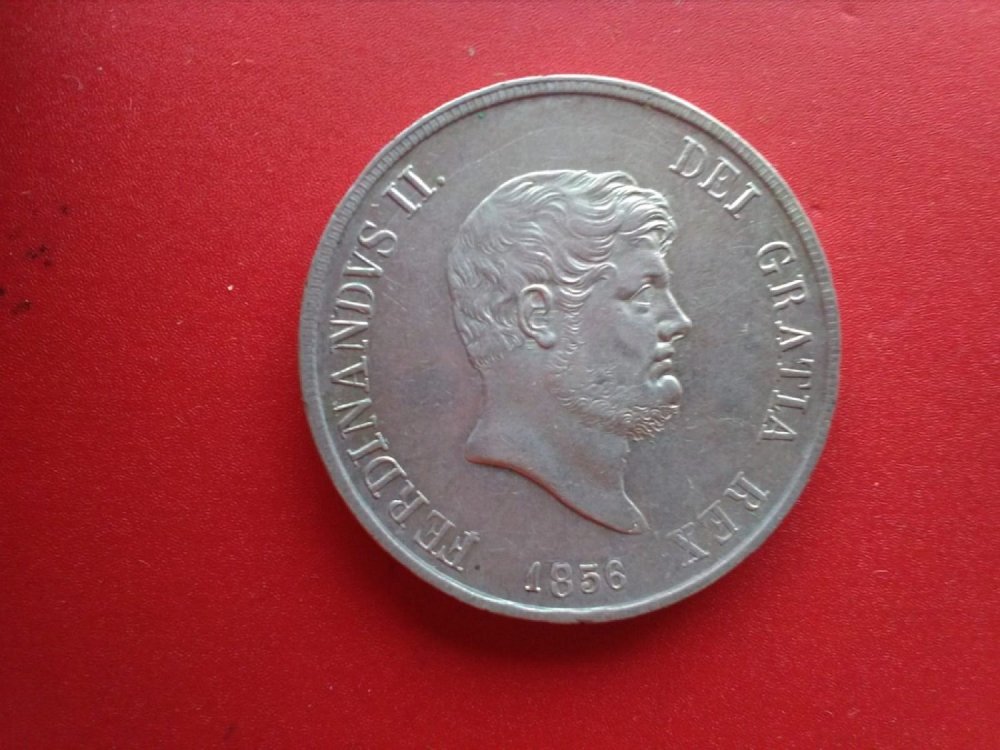 FERDINANDVS II.
DEI GRATIA REX
1856